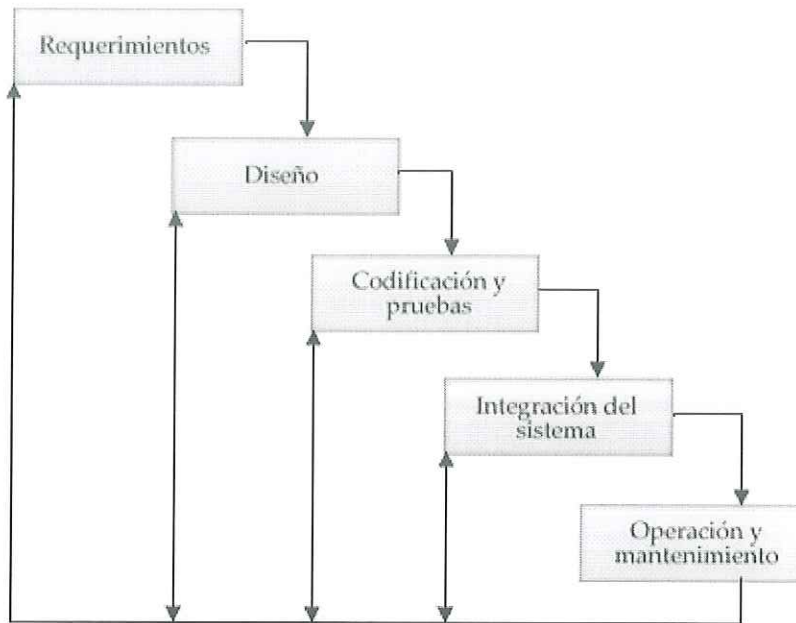 Requerimientos
Diseño
Codificación y
pruebas
Integración del
sistema
Operación y
mantenimiento